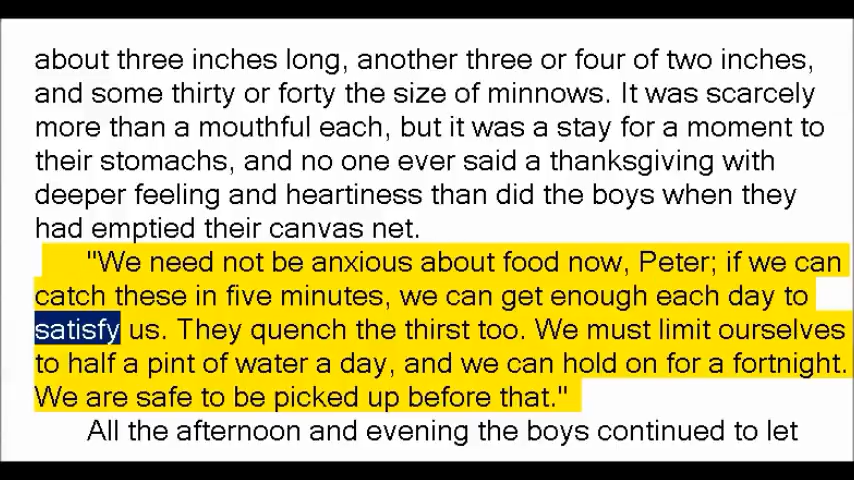 about three inches long, another three or four of two inches,
and some thirty or forty the size of minnows. It was scarcely
more than a mouthful each, but it was a stay for a moment to
their stomachs, and no one ever said a thanksgiving with
deeper feeling and heartiness than did the boys when they
had emptied their canvas net.
"We need not be anxious about food now, Peter; if we can
catch these in five minutes, we can get enough each day to
satisfy us. They quench the thirst too. We must limit ourselves
to half a pint of water a day, and we can hold on for a fortnight.
We are safe to be picked up before that."
All the afternoon and evening the boys continued to let